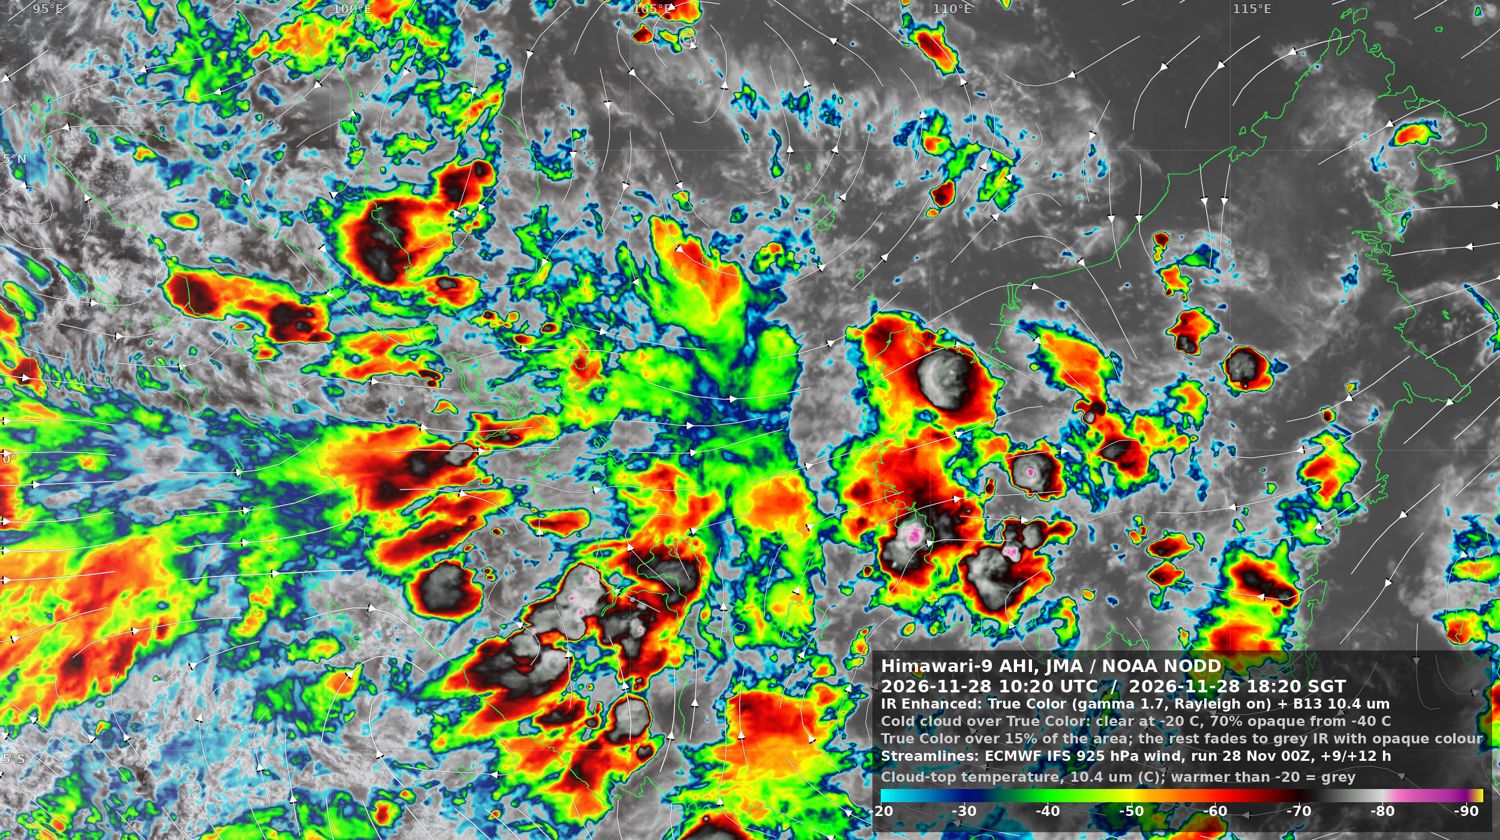 95°E 100°E 105°E 110°E 115°E
5°N
0°
5°S
Himawari-9 AHI, JMA / NOAA NODD
2026-11-28 10:20 UTC / 2026-11-28 18:20 SGT
IR Enhanced: True Color (gamma 1.7, Rayleigh on) + B13 10.4 um
Cold cloud over True Color: clear at -20 C, 70% opaque from -40 C
True Color over 15% of the area; the rest fades to grey IR with opaque colour
Streamlines: ECMWF IFS 925 hPa wind, run 28 Nov 00Z, +9/+12 h
Cloud-top temperature, 10.4 um (C); warmer than -20 = grey
20 -30 -40 -50 -60 -70 -80 -90